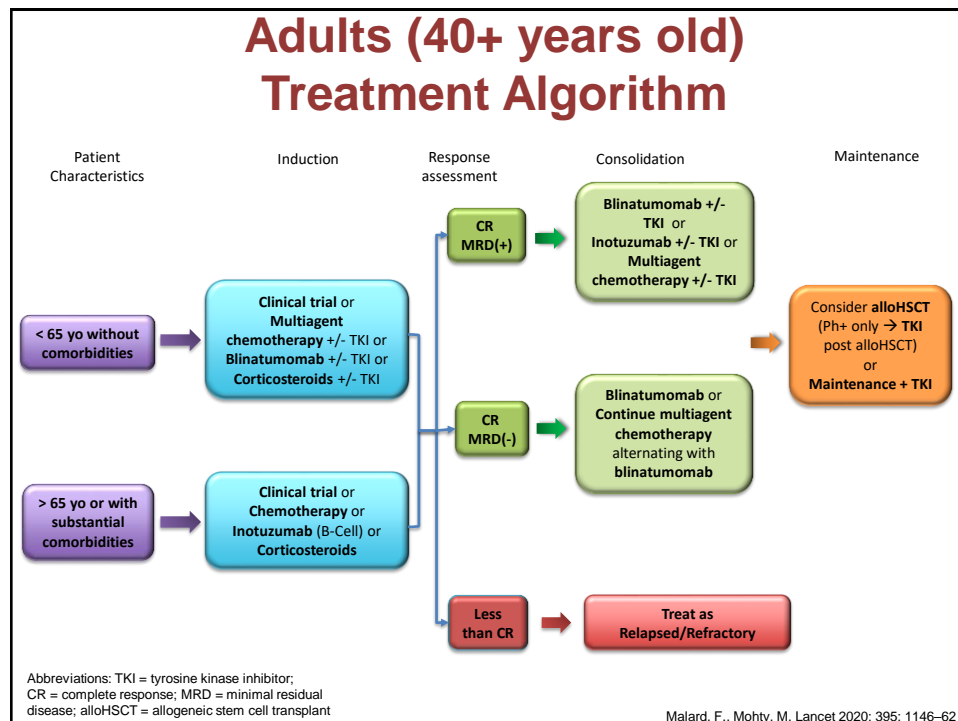 Adults (40+ years old)
Treatment Algorithm
Patient
Characteristics
Induction
Response
assessment
Consolidation
Maintenance
< 65 yo without
comorbidities
Clinical trial or
Multiagent
chemotherapy +/- TKI or
Blinatumomab +/- TKI or
Corticosteroids +/- TKI
CR
MRD(+)
Blinatumomab +/-
TKI or
Inotuzumab +/- TKI or
Multiagent
chemotherapy +/- TKI
Consider alloHSCT
(Ph+ only → TKI
post alloHSCT)
or
Maintenance + TKI
CR
MRD(-)
Blinatumomab or
Continue multiagent
chemotherapy
alternating with
blinatumomab
> 65 yo or with
substantial
comorbidities
Clinical trial or
Chemotherapy or
Inotuzumab (B-Cell) or
Corticosteroids
Less
than CR
Treat as
Relapsed/Refractory
Abbreviations: TKI = tyrosine kinase inhibitor;
CR = complete response; MRD = minimal residual
disease; alloHSCT = allogeneic stem cell transplant
Malard, F., Mohty, M. Lancet 2020; 395: 1146–62